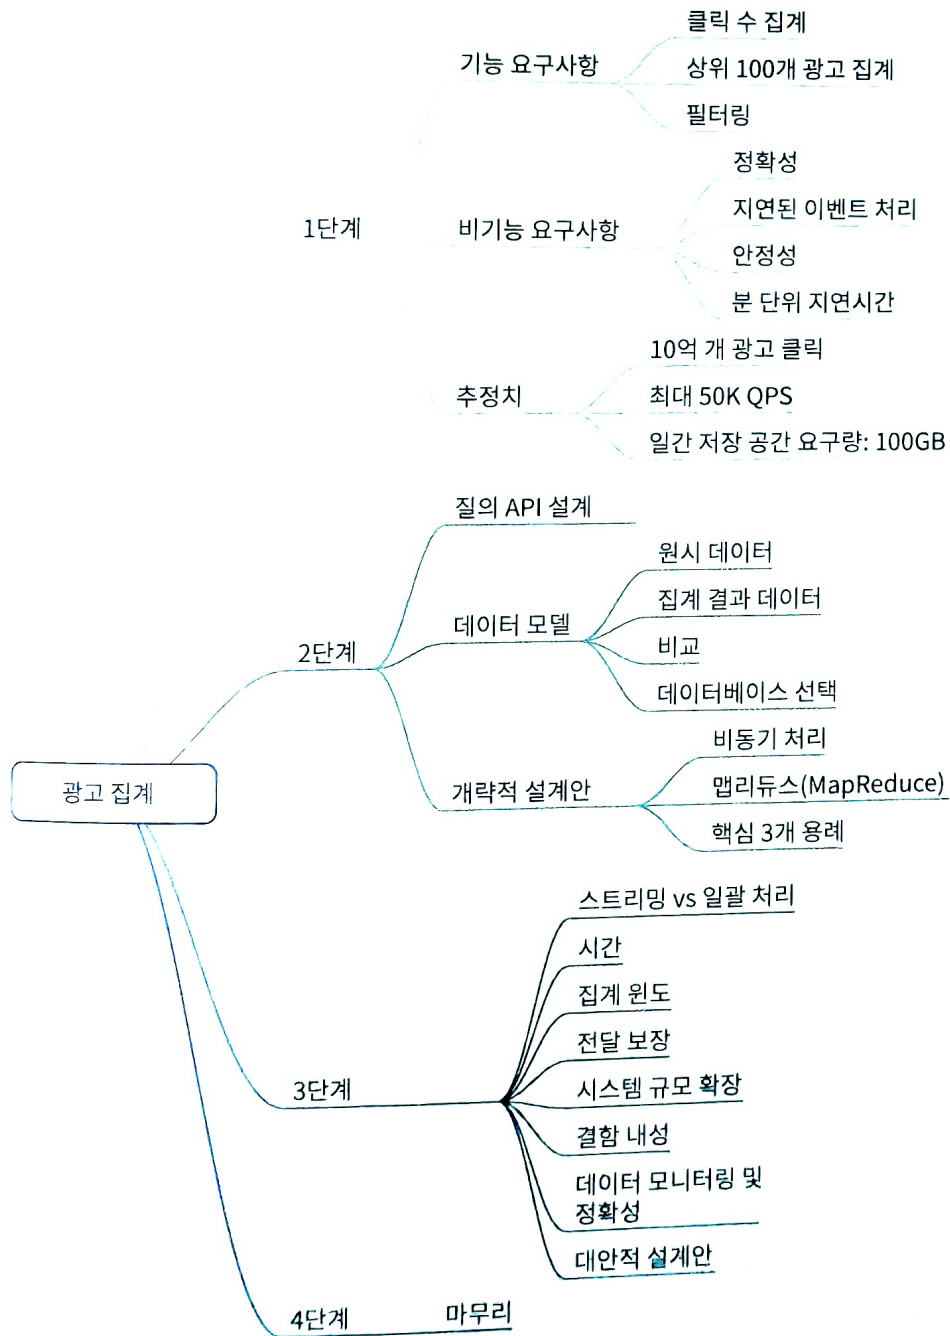 광고 집계
1단계
기능 요구사항
클릭 수 집계
상위 100개 광고 집계
필터링
비기능 요구사항
정확성
지연된 이벤트 처리
안정성
분 단위 지연시간
추정치
10억 개 광고 클릭
최대 50K QPS
일간 저장 공간 요구량: 100GB
2단계
질의 API 설계
데이터 모델
원시 데이터
집계 결과 데이터
비교
데이터베이스 선택
개략적 설계안
비동기 처리
맵리듀스(MapReduce)
핵심 3개 용례
3단계
스트리밍 vs 일괄 처리
시간
집계 윈도
전달 보장
시스템 규모 확장
결함 내성
데이터 모니터링 및
정확성
대안적 설계안
4단계
마무리